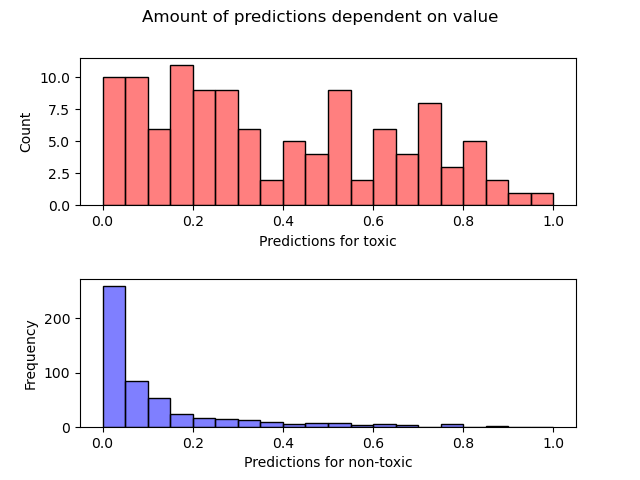 Amount of predictions dependent on value
10.0
7.5
5.0
2.5
0.0
Count
0.0 0.2 0.4 0.6 0.8 1.0
Predictions for toxic
200
100
0
Frequency
0.0 0.2 0.4 0.6 0.8 1.0
Predictions for non-toxic